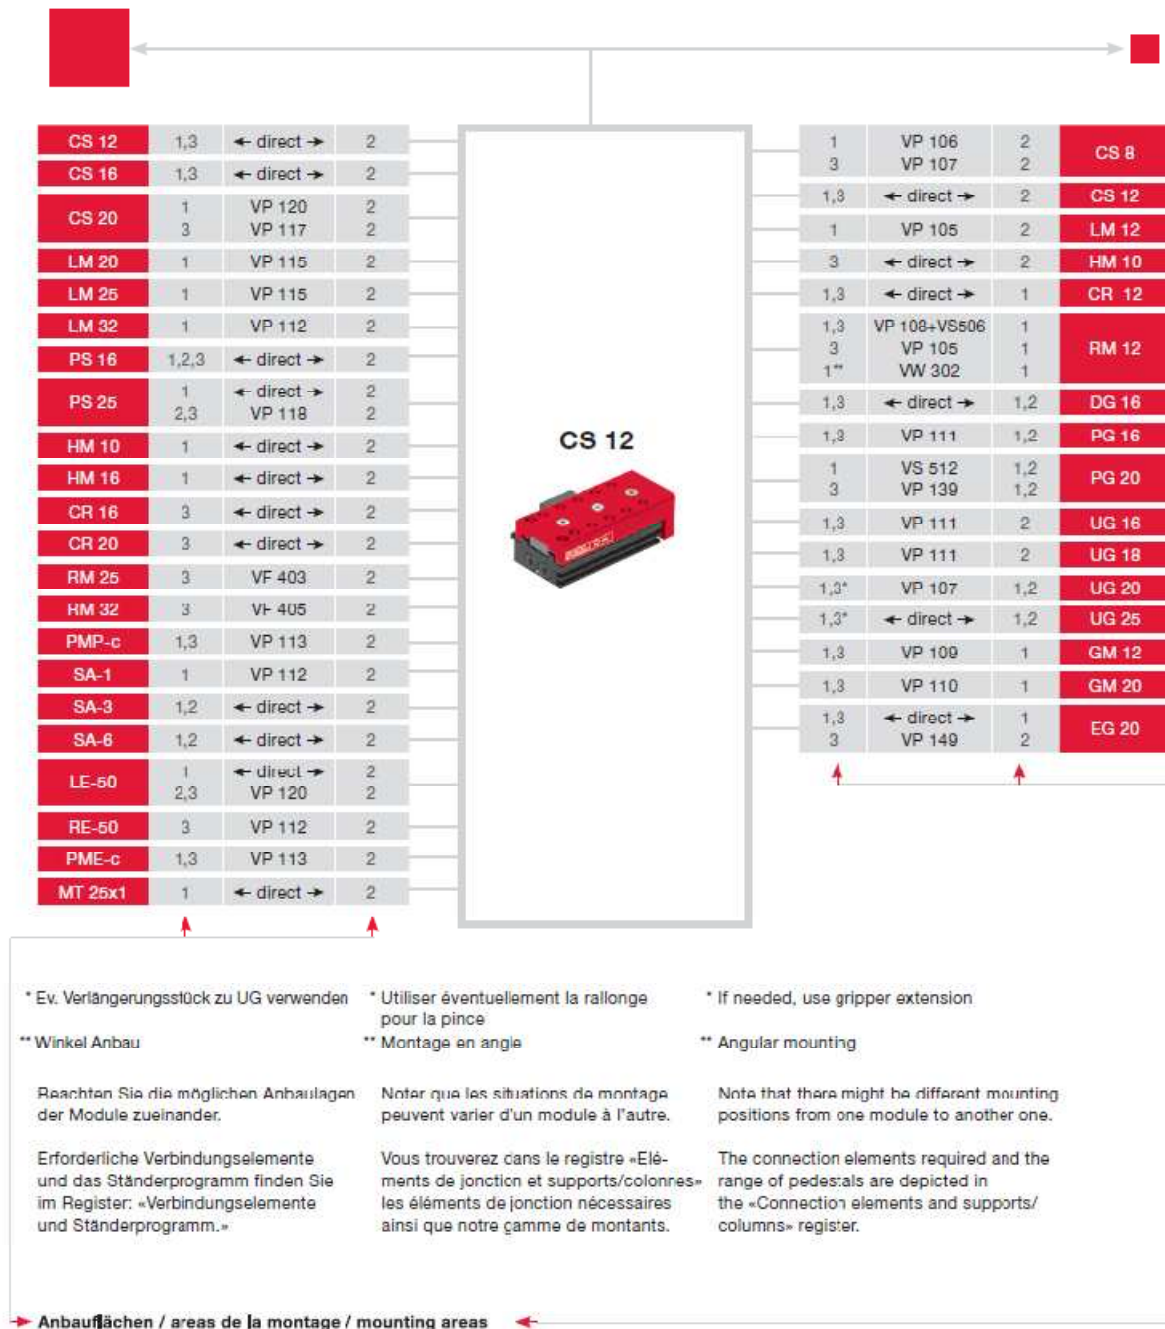 CS 12 1,3 ← direct → 2
CS 16 1,3 ← direct → 2
CS 20 1 VP 120 2
3 VP 117 2
LM 20 1 VP 115 2
LM 25 1 VP 115 2
LM 32 1 VP 112 2
PS 16 1,2,3 ← direct → 2
PS 25 1 ← direct → 2
2,3 VP 118 2
HM 10 1 ← direct → 2
HM 16 1 ← direct → 2
CR 16 3 ← direct → 2
CR 20 3 ← direct → 2
RM 25 3 VF 403 2
RM 32 3 VF 405 2
PMP-c 1,3 VP 113 2
SA-1 1 VP 112 2
SA-3 1,2 ← direct → 2
SA-6 1,2 ← direct → 2
LE-50 1 ← direct → 2
2,3 VP 120 2
RE-50 3 VP 112 2
PME-c 1,3 VP 113 2
MT 25x1 1 ← direct → 2
CS 12
1 VP 106 2 CS 8
3 VP 107 2
1,3 ← direct → 2 CS 12
1 VP 105 2 LM 12
3 ← direct → 2 HM 10
1,3 ← direct → 1 CR 12
1,3 VP 108+VS506 1
3 VP 105 1 RM 12
1** VW 302 1
1,3 ← direct → 1,2 DG 16
1,3 VP 111 1,2 PG 16
1 VS 512 1,2 PG 20
3 VP 139 1,2
1,3 VP 111 2 UG 16
1,3 VP 111 2 UG 18
1,3* VP 107 1,2 UG 20
1,3* ← direct → 1,2 UG 25
1,3 VP 109 1 GM 12
1,3 VP 110 1 GM 20
1,3 ← direct → 1 EG 20
3 VP 149 2
* Ev. Verlängerungsstück zu UG verwenden
** Winkel Anbau
Beachten Sie die möglichen Anbaulagen
der Module zueinander.
Erforderliche Verbindungselemente
und das Ständerprogramm finden Sie
im Register: «Verbindungselemente
und Ständerprogramm.»
* Utiliser éventuellement la rallonge
pour la pince
** Montage en angle
Noter que les situations de montage
peuvent varier d'un module à l'autre.
Vous trouverez dans le registre «Elé-
ments de jonction et supports/colonnes»
les éléments de jonction nécessaires
ainsi que notre gamme de montants.
* If needed, use gripper extension
** Angular mounting
Note that there might be different mounting
positions from one module to another one.
The connection elements required and the
range of pedestals are depicted in
the «Connection elements and supports/
columns» register.
Anbauflächen / areas de la montage / mounting areas